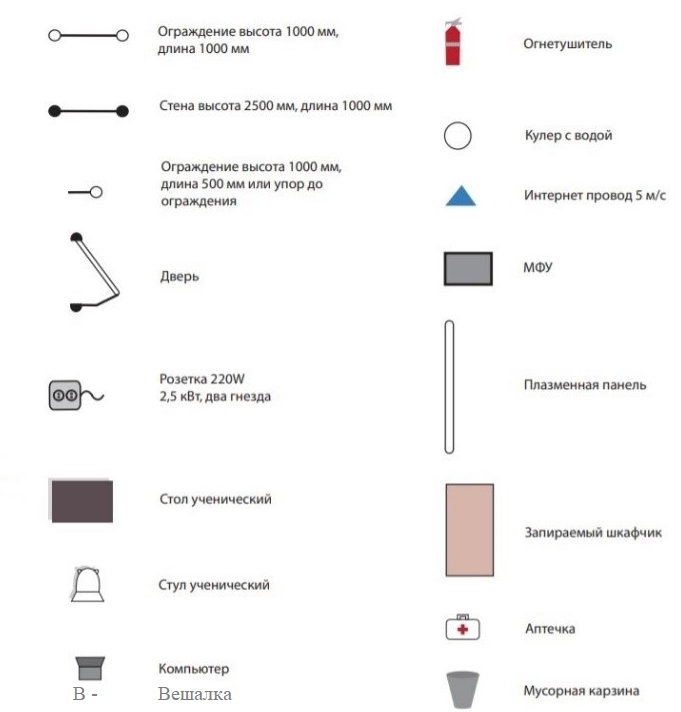 Ограждение высота 1000 мм,
длина 1000 мм
Стена высота 2500 мм, длина 1000 мм
Ограждение высота 1000 мм,
длина 500 мм или упор до
ограждения
Дверь
Розетка 220W
2,5 кВт, два гнезда
Стол ученический
Стул ученический
Компьютер
В - Вешалка
Огнетушитель
Кулер с водой
Интернет провод 5 м/с
МФУ
Плазменная панель
Запираемый шкафчик
Аптечка
Мусорная карзина